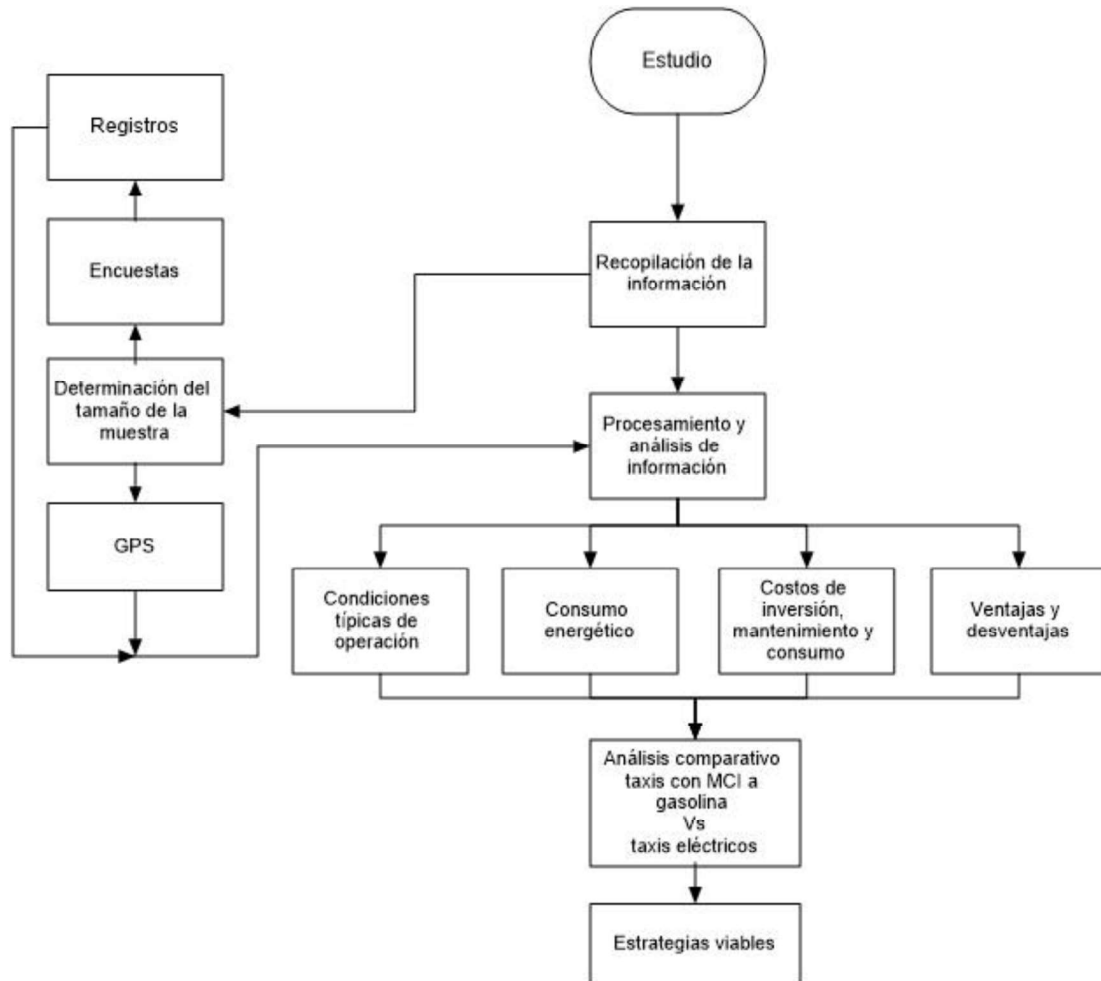 Estudio
Registros
Recopilación de la
información
Encuestas
Determinación del
tamaño de la
muestra
Procesamiento y
análisis de
información
GPS
Condiciones
típicas de
operación
Consumo
energético
Costos de
inversión,
mantenimiento y
consumo
Ventajas y
desventajas
Análisis comparativo
taxis con MCI a
gasolina
Vs
taxis eléctricos
Estrategias viables